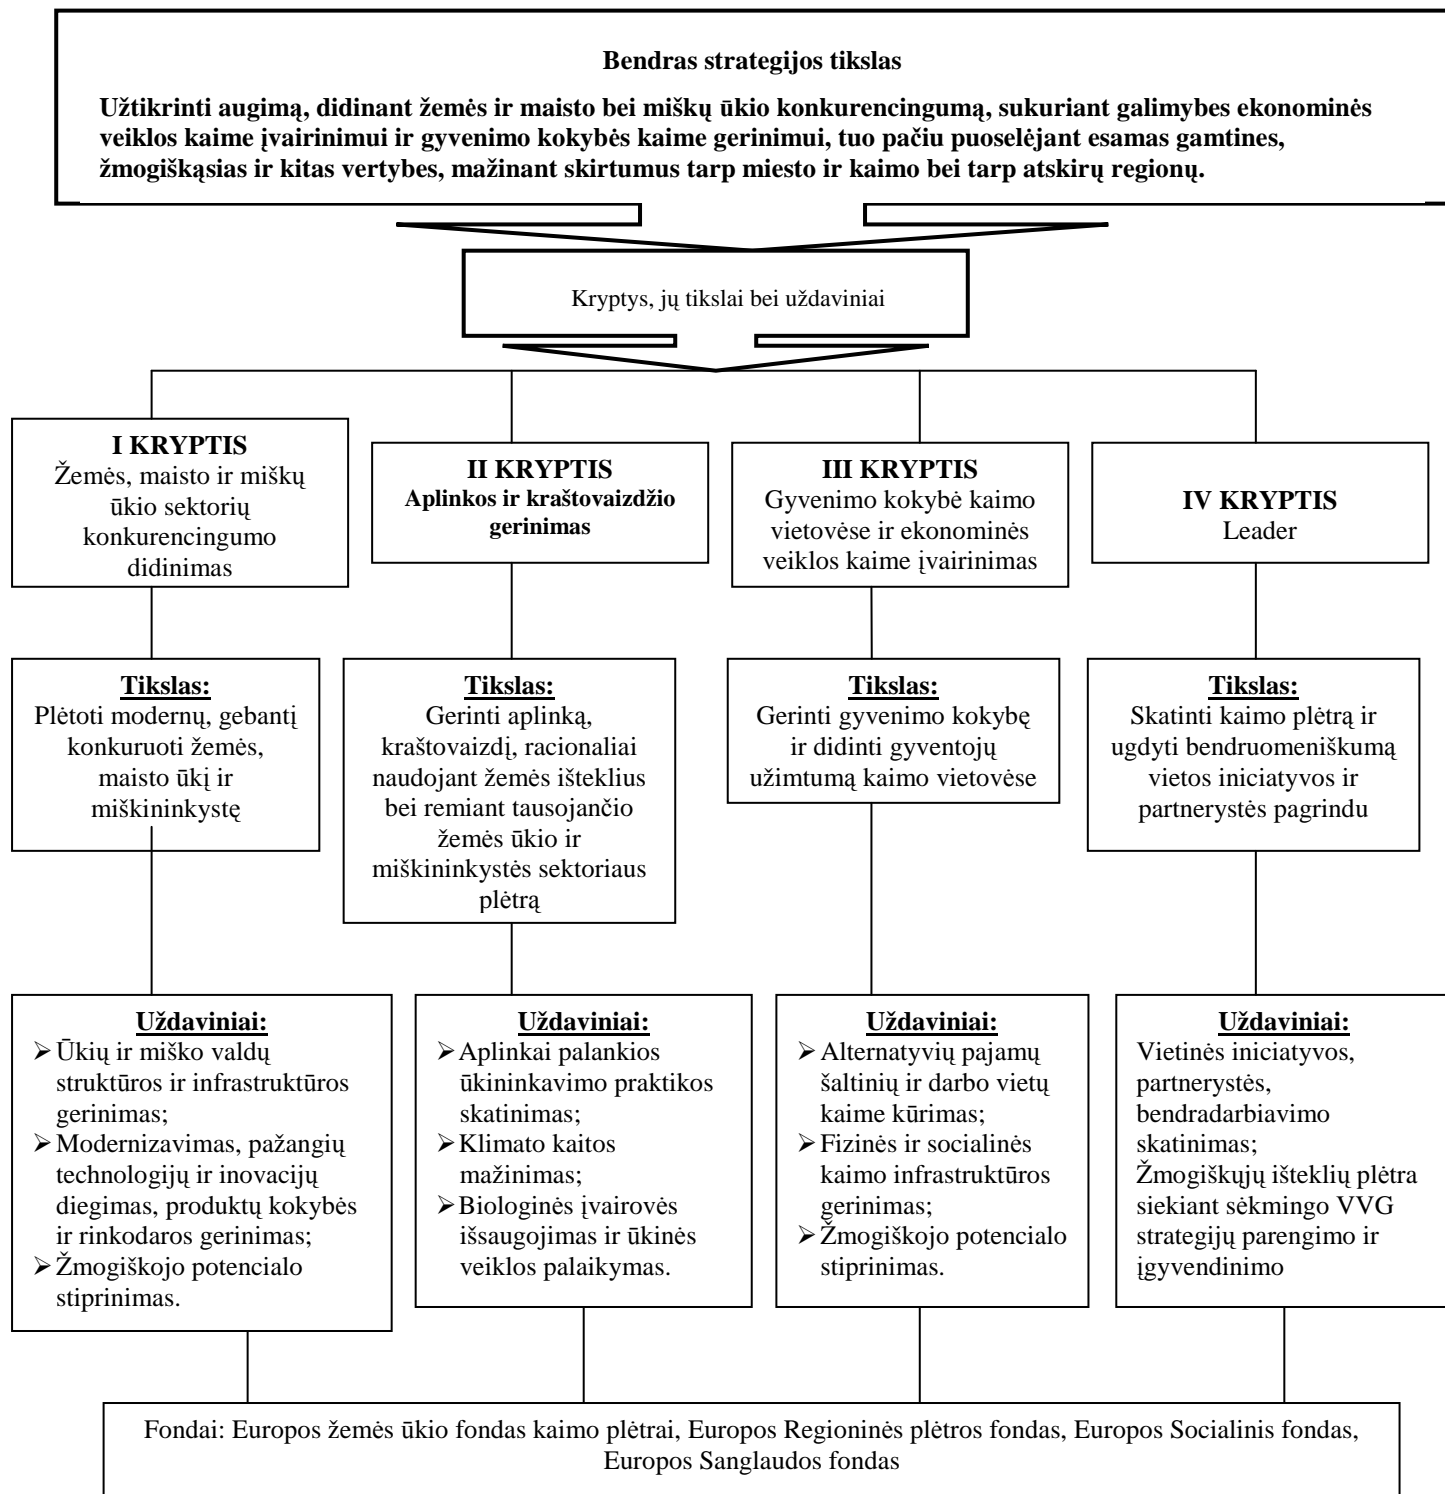 Bendras strategijos tikslas
Užtikrinti augimą, didinant žemės ir maisto bei miškų ūkio konkurencingumą, sukuriant galimybes ekonominės
veiklos kaime įvairinimui ir gyvenimo kokybės kaime gerinimui, tuo pačiu puoselėjant esamas gamtines,
žmogiškąsias ir kitas vertybes, mažinant skirtumus tarp miesto ir kaimo bei tarp atskirų regionų.
Kryptys, jų tikslai bei uždaviniai
I KRYPTIS
Žemės, maisto ir miškų
ūkio sektorių
konkurencingumo
didinimas
II KRYPTIS
Aplinkos ir kraštovaizdžio
gerinimas
III KRYPTIS
Gyvenimo kokybė kaimo
vietovėse ir ekonominės
veiklos kaime įvairinimas
IV KRYPTIS
Leader
Tikslas:
Plėtoti modernų, gebantį
konkuruoti žemės,
maisto ūkį ir
miškininkystę
Tikslas:
Gerinti aplinką,
kraštovaizdį, racionaliai
naudojant žemės išteklius
bei remiant tausojančio
žemės ūkio ir
miškininkystės sektoriaus
plėtrą
Tikslas:
Gerinti gyvenimo kokybę
ir didinti gyventojų
užimtumą kaimo vietovėse
Tikslas:
Skatinti kaimo plėtrą ir
ugdyti bendruomeniškumą
vietos iniciatyvos ir
partnerystės pagrindu
Uždaviniai:
➢ Ūkių ir miško valdų
struktūros ir infrastruktūros
gerinimas;
➢ Modernizavimas, pažangių
technologijų ir inovacijų
diegimas, produktų kokybės
ir rinkodaros gerinimas;
➢ Žmogiškojo potencialo
stiprinimas.
Uždaviniai:
➢ Aplinkai palankios
ūkininkavimo praktikos
skatinimas;
➢ Klimato kaitos
mažinimas;
➢ Biologinės įvairovės
išsaugojimas ir ūkinės
veiklos palaikymas.
Uždaviniai:
➢ Alternatyvių pajamų
šaltinių ir darbo vietų
kaime kūrimas;
➢ Fizinės ir socialinės
kaimo infrastruktūros
gerinimas;
➢ Žmogiškojo potencialo
stiprinimas.
Uždaviniai:
Vietinės iniciatyvos,
partnerystės,
bendradarbiavimo
skatinimas;
Žmogiškųjų išteklių plėtra
siekiant sėkmingo VVG
strategijų parengimo ir
įgyvendinimo
Fondai: Europos žemės ūkio fondas kaimo plėtrai, Europos Regioninės plėtros fondas, Europos Socialinis fondas,
Europos Sanglaudos fondas